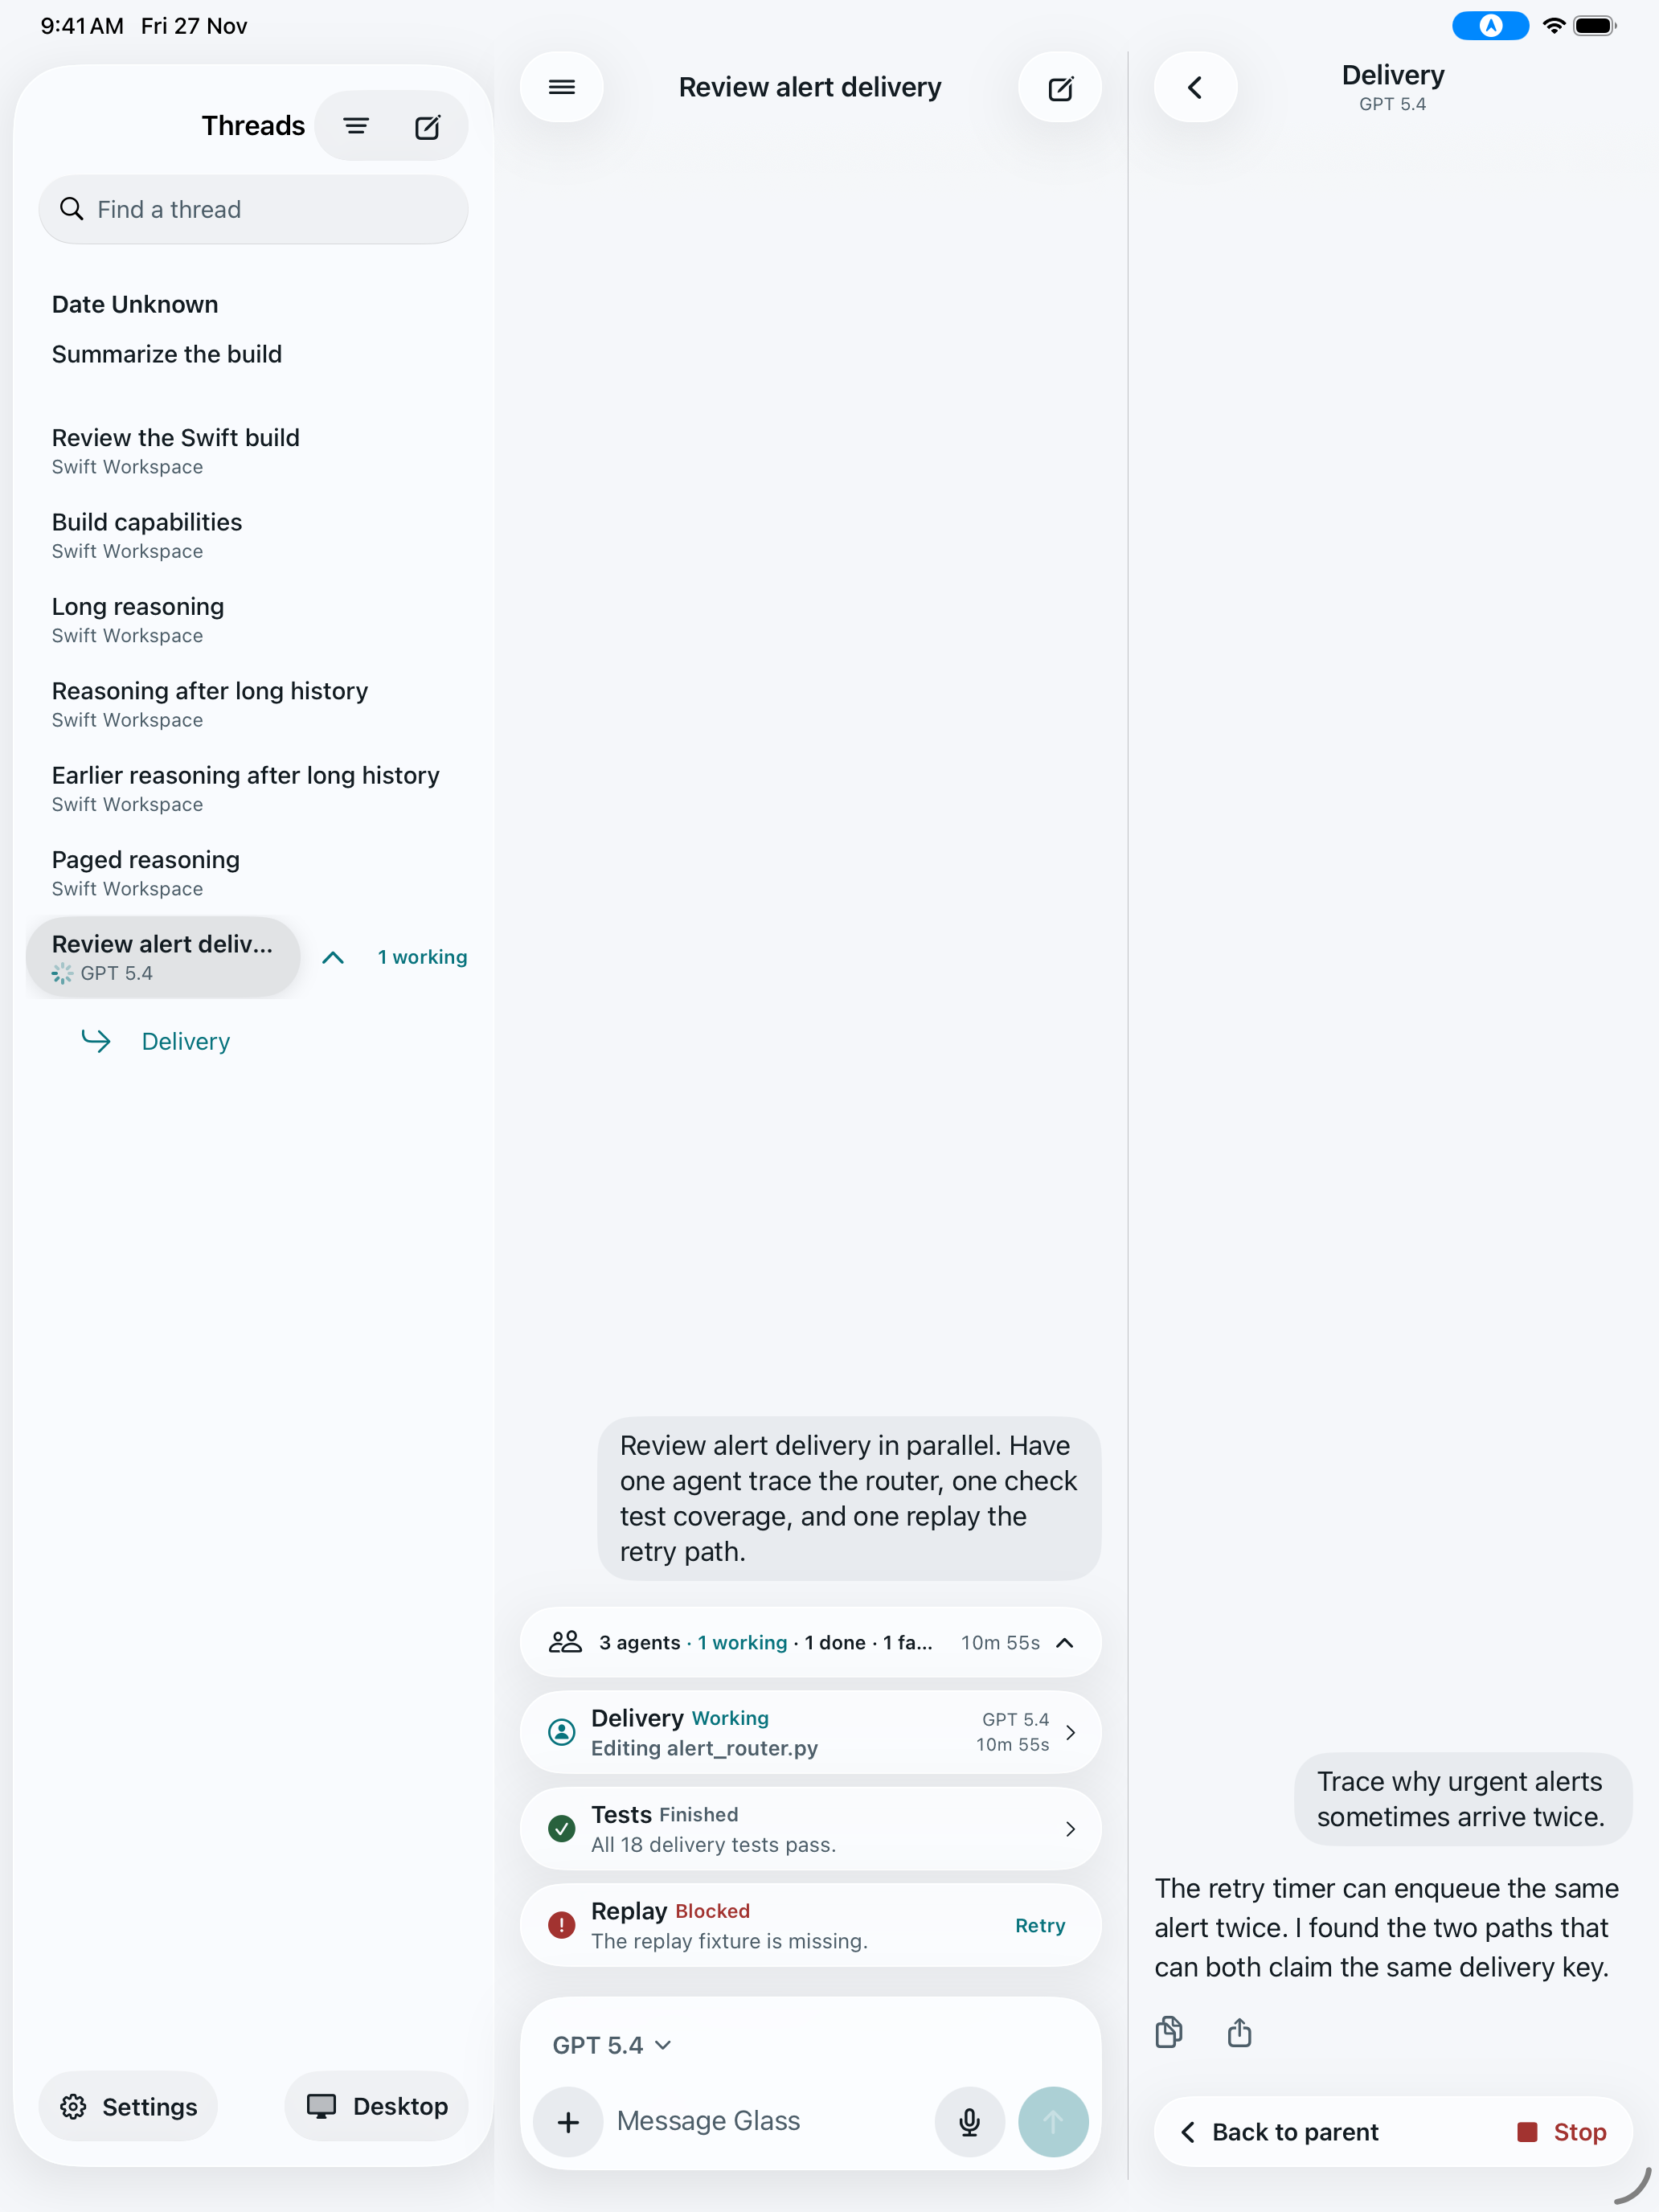 9:41 AM Fri 27 Nov
Threads
Find a thread
Date Unknown
Summarize the build
Review the Swift build
Swift Workspace
Build capabilities
Swift Workspace
Long reasoning
Swift Workspace
Reasoning after long history
Swift Workspace
Earlier reasoning after long history
Swift Workspace
Paged reasoning
Swift Workspace
Review alert deliv...
GPT 5.4
1 working
Delivery
Settings
Desktop
Review alert delivery
Review alert delivery in parallel. Have
one agent trace the router, one check
test coverage, and one replay the
retry path.
3 agents · 1 working · 1 done · 1 fa... 10m 55s
Delivery Working
Editing alert_router.py
GPT 5.4
10m 55s
Tests Finished
All 18 delivery tests pass.
Replay Blocked
The replay fixture is missing.
Retry
GPT 5.4
Message Glass
Delivery
GPT 5.4
Trace why urgent alerts
sometimes arrive twice.
The retry timer can enqueue the same
alert twice. I found the two paths that
can both claim the same delivery key.
Back to parent
Stop